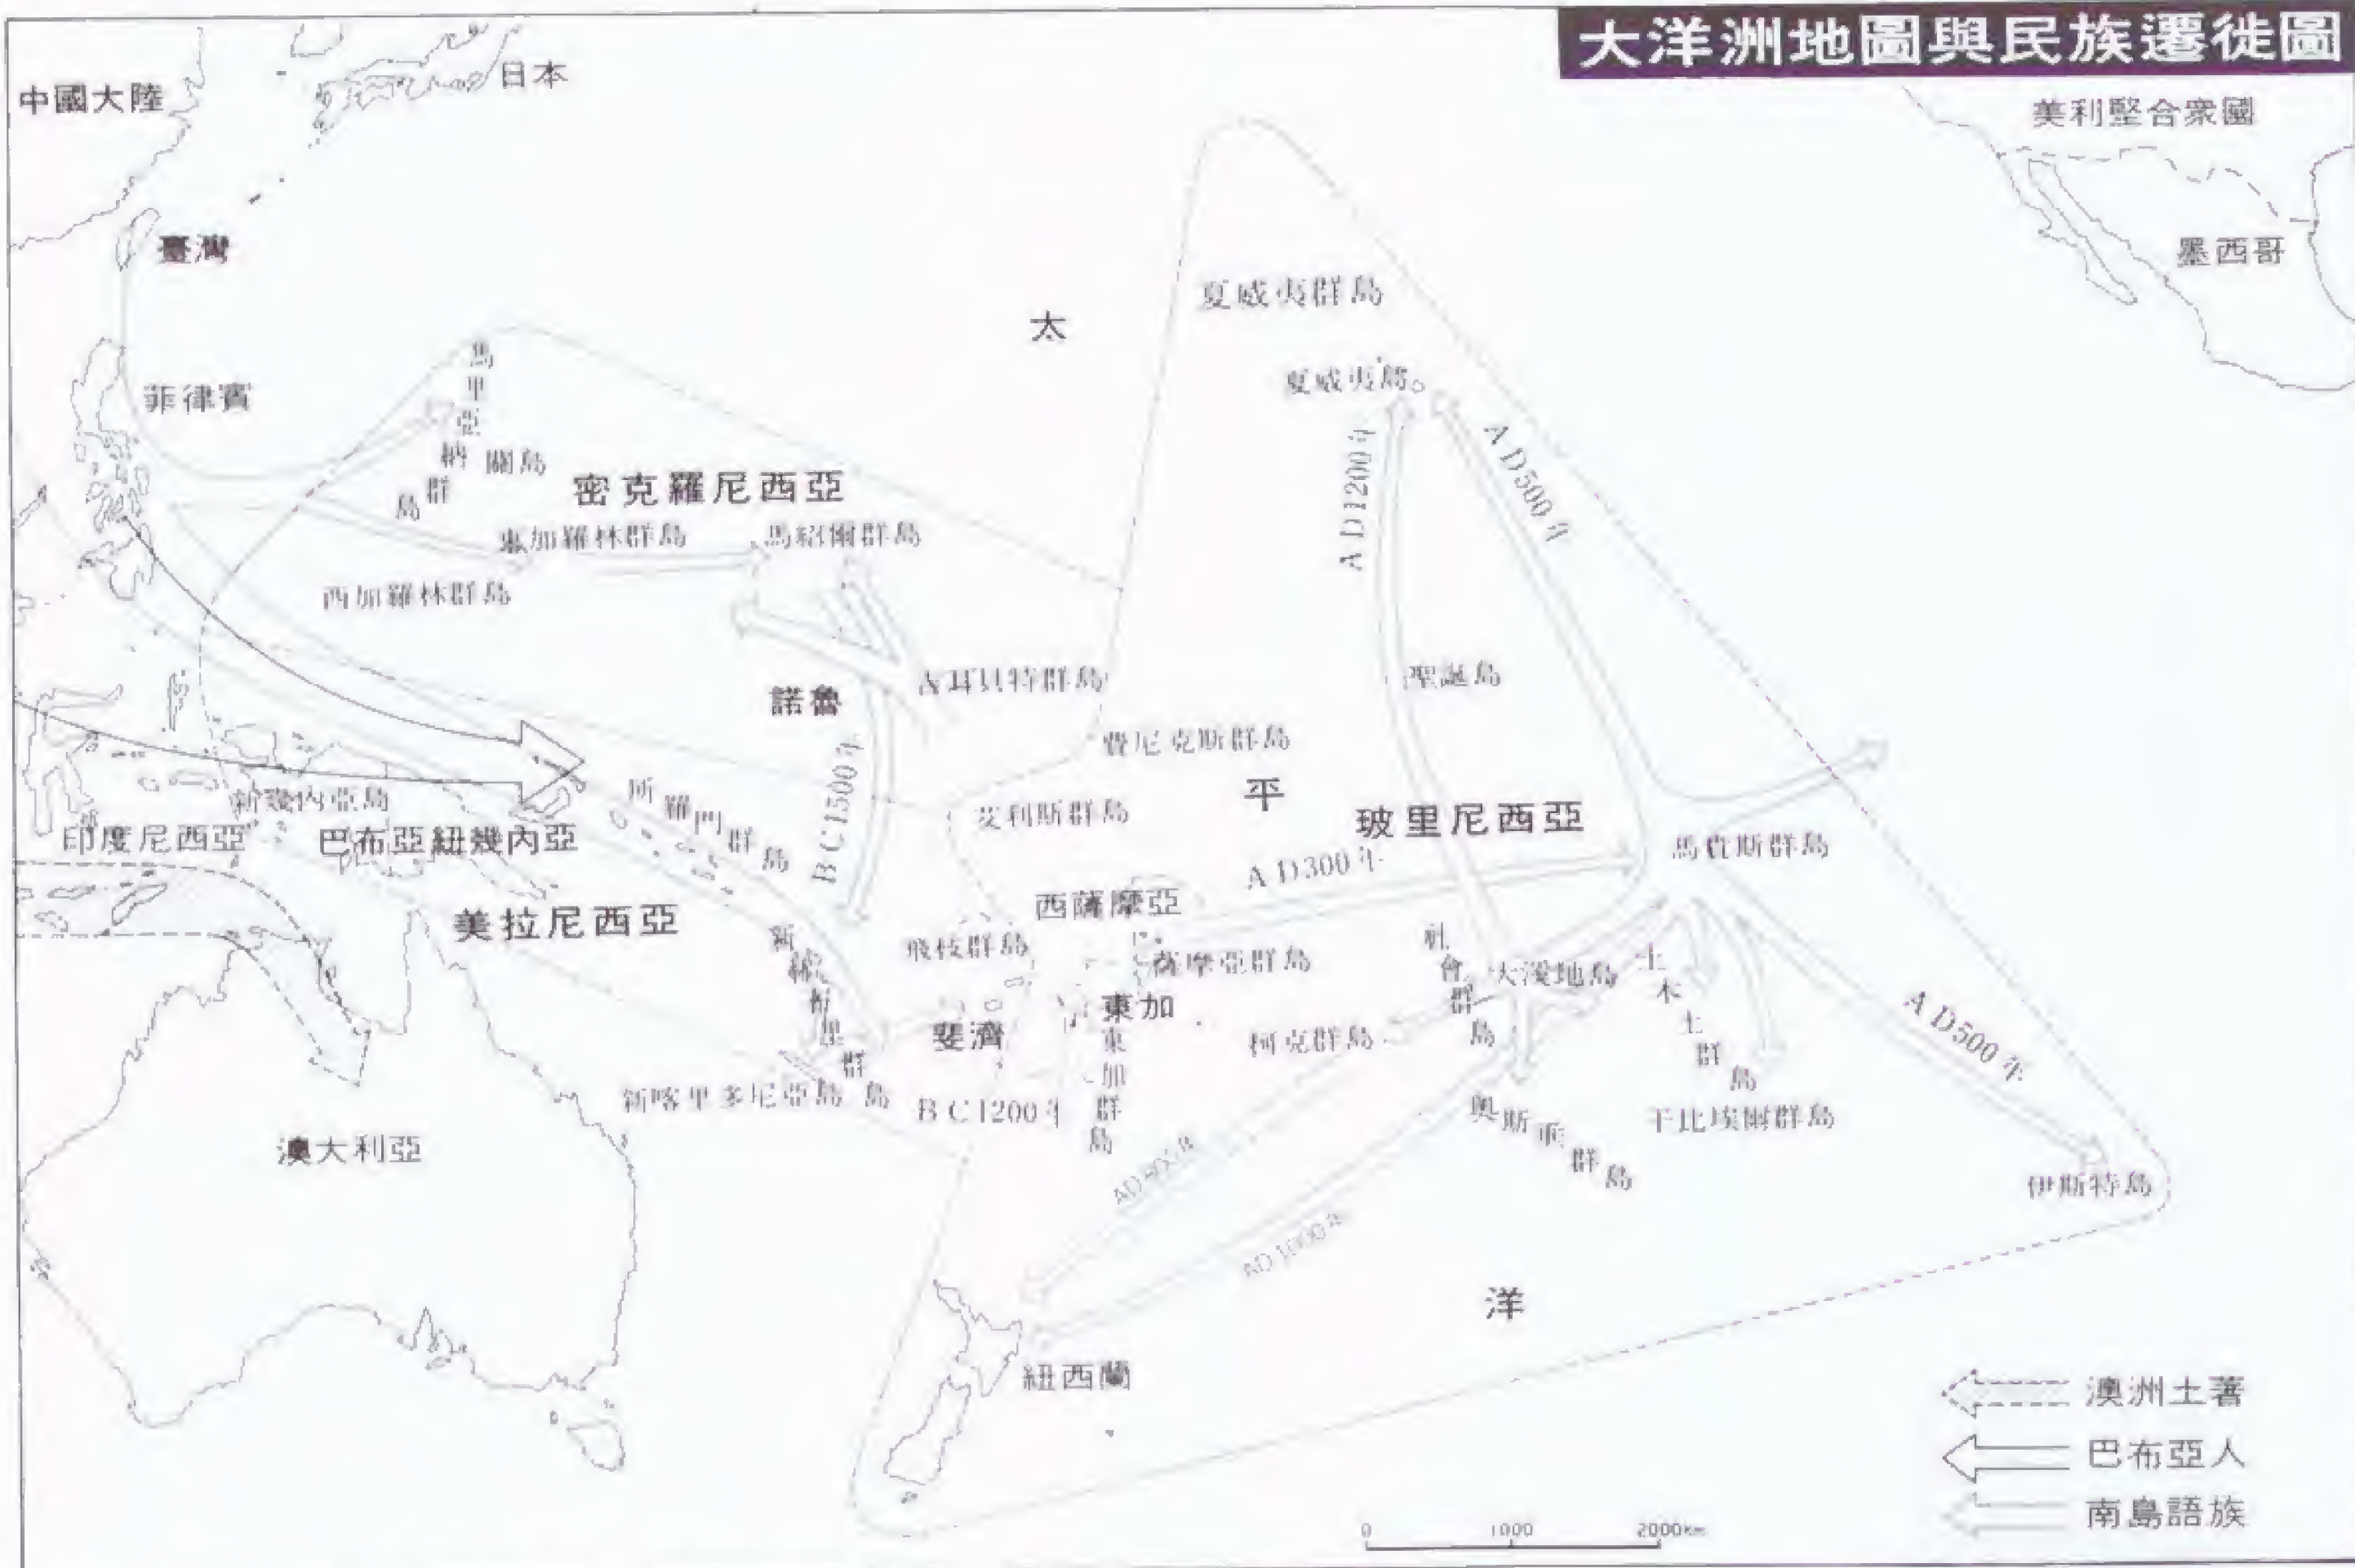 大洋洲地圖與民族遷徙圖
中國大陸
日本
美利堅合衆國
墨西哥
臺灣
菲律賓
太
平
洋
夏威夷群島
夏威夷島
馬里亞納群島
關島
密克羅尼西亞
東加羅林群島
馬紹爾群島
西加羅林群島
AD1200年
AD500年
聖誕島
諾魯
吉耳貝特群島
費尼克斯群島
BC1500年
艾利斯群島
玻里尼西亞
馬貴斯群島
新幾內亞島
印度尼西亞
巴布亞紐幾內亞
所羅門群島
AD300年
西薩摩亞
美拉尼西亞
飛枝群島
薩摩亞群島
社會群島
大溪地島
土木土群島
新赫布里群島
斐濟
東加
東加群島
柯克群島
AD500年
新喀里多尼亞島
BC1200年
干比埃爾群島
澳大利亞
伊斯特島
AD1000年
紐西蘭
澳洲土著
巴布亞人
南島語族
0 1000 2000km